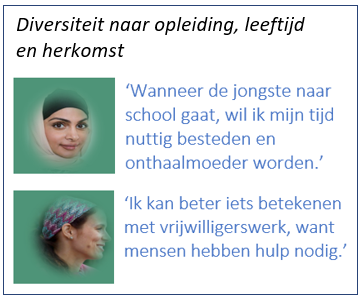 Diversiteit naar opleiding, leeftijd
en herkomst
‘Wanneer de jongste naar
school gaat, wil ik mijn tijd
nuttig besteden en
onthaalmoeder worden.’
‘Ik kan beter iets betekenen
met vrijwilligerswerk, want
mensen hebben hulp nodig.’